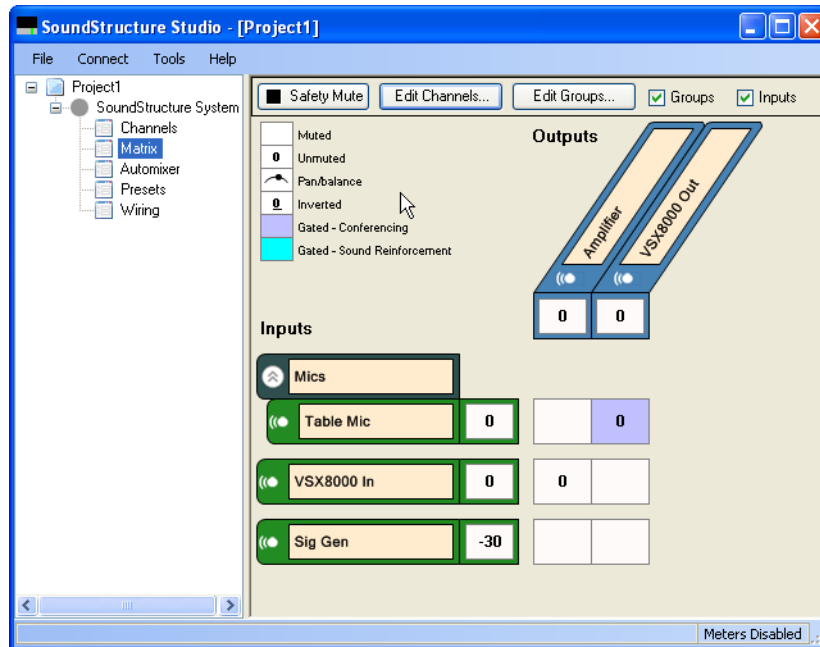 SoundStructure Studio - [Project1]
File Connect Tools Help
Project1
SoundStructure System
Channels
Matrix
Automixer
Presets
Wiring
Safety Mute Edit Channels... Edit Groups... Groups Inputs
Muted
0 Unmuted
Pan/balance
0 Inverted
Gated - Conferencing
Gated - Sound Reinforcement
Outputs
Amplifier
VSX8000 Out
0 0
Inputs
Mics
Table Mic 0 0
VSX8000 In 0 0
Sig Gen -30
Meters Disabled